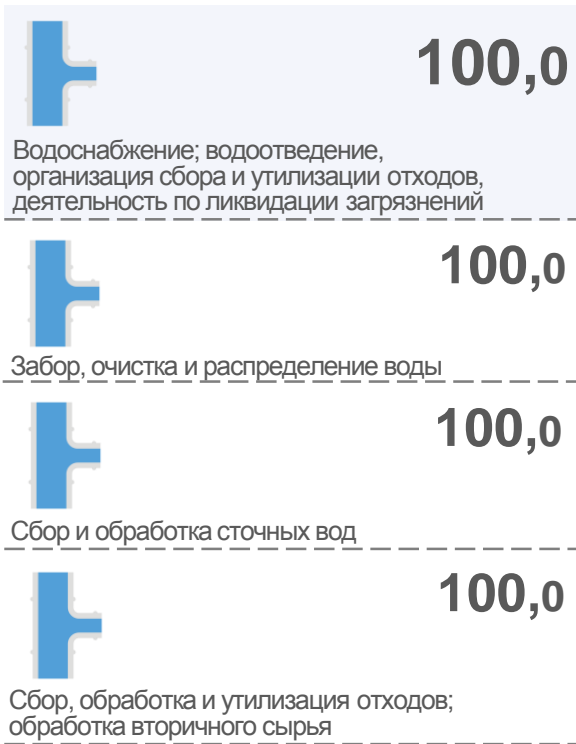 100,0
Водоснабжение; водоотведение,
организация сбора и утилизации отходов,
деятельность по ликвидации загрязнений
100,0
Забор, очистка и распределение воды
100,0
Сбор и обработка сточных вод
100,0
Сбор, обработка и утилизация отходов;
обработка вторичного сырья